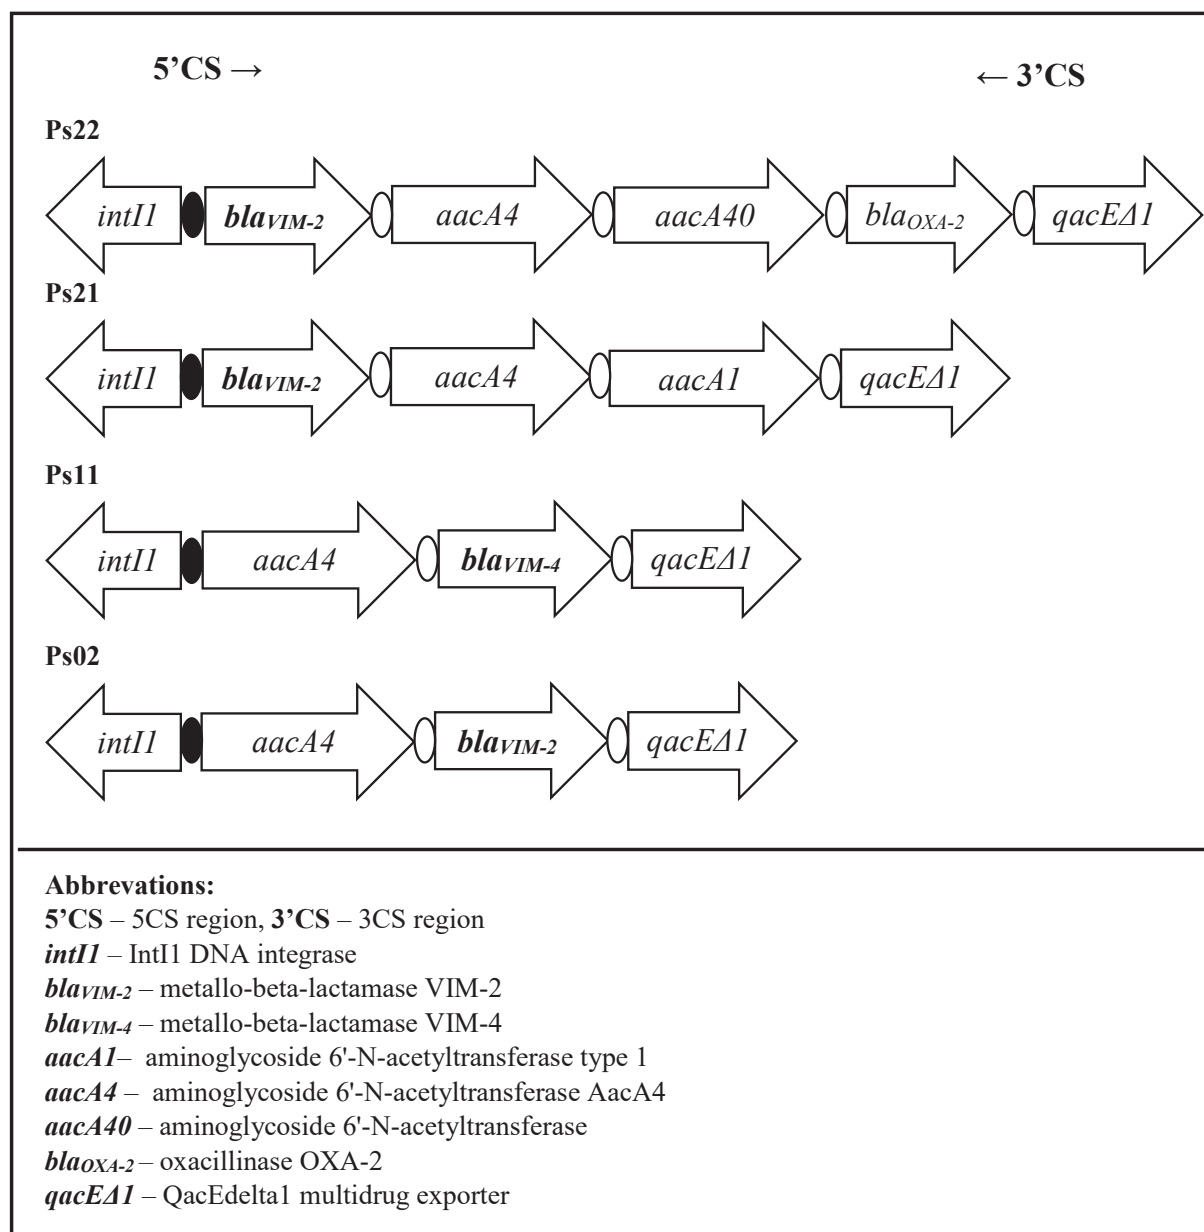 5’CS → ← 3’CS
Ps22
intI1 blaVIM-2 aacA4 aacA40 blaOXA-2 qacEΔ1
Ps21
intI1 blaVIM-2 aacA4 aacA1 qacEΔ1
Ps11
intI1 aacA4 blaVIM-4 qacEΔ1
Ps02
intI1 aacA4 blaVIM-2 qacEΔ1
Abbrevations:
5’CS – 5CS region, 3’CS – 3CS region
intI1 – IntI1 DNA integrase
blaVIM-2 – metallo-beta-lactamase VIM-2
blaVIM-4 – metallo-beta-lactamase VIM-4
aacA1– aminoglycoside 6'-N-acetyltransferase type 1
aacA4 – aminoglycoside 6'-N-acetyltransferase AacA4
aacA40 – aminoglycoside 6'-N-acetyltransferase
blaOXA-2 – oxacillinase OXA-2
qacEΔ1 – QacEdelta1 multidrug exporter